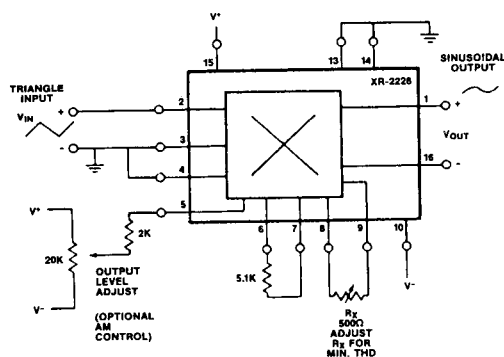 V+
15
13
14
XR-2228
SINUSOIDAL
OUTPUT
TRIANGLE
INPUT
VIN
+
2
1
+
VOUT
-
3
16
-
4
5
6
7
8
9
10
V+
2K
20K
OUTPUT
LEVEL
ADJUST
V-
5.1K
V-
(OPTIONAL
AM
CONTROL)
RX
500Ω
ADJUST
RX FOR
MIN. THD